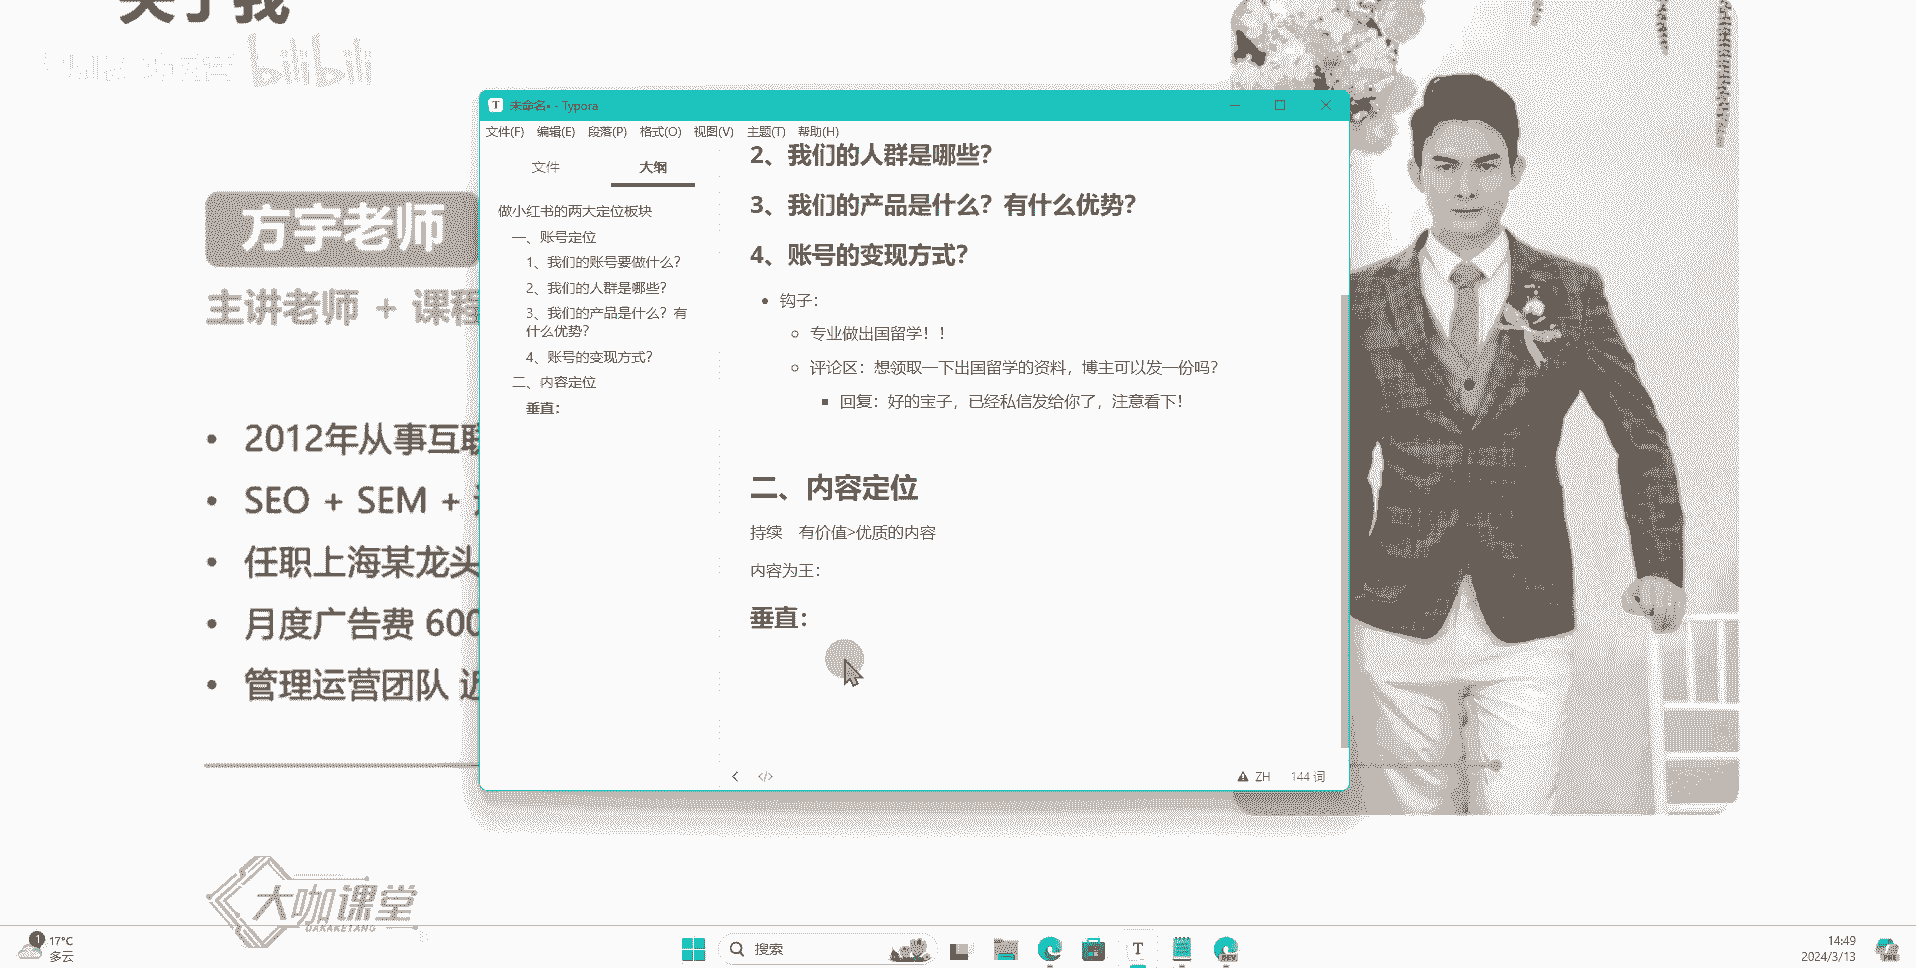 关于我
bilibili
方宇老师
主讲老师 + 课程
2012年从事互联
SEO + SEM +
任职上海某龙头
月度广告费 600
管理运营团队 近
大咖课堂
DAKAKETANG
未命名• - Typora
文件(F) 编辑(E) 段落(P) 格式(O) 视图(V) 主题(T) 帮助(H)
文件 大纲
做小红书的两大定位板块
一、账号定位
1、我们的账号要做什么？
2、我们的人群是哪些？
3、我们的产品是什么？有
什么优势？
4、账号的变现方式？
二、内容定位
垂直：
2、我们的人群是哪些？
3、我们的产品是什么？有什么优势？
4、账号的变现方式？
钩子：
专业做出国留学！！
评论区：想领取一下出国留学的资料，博主可以发一份吗？
回复：好的宝子，已经私信发给你了，注意看下！
二、内容定位
持续 有价值>优质的内容
内容为王：
垂直：
ZH 144 词
1
17°C
多云
搜索
T
DEV
14:49
2024/3/13
PRE